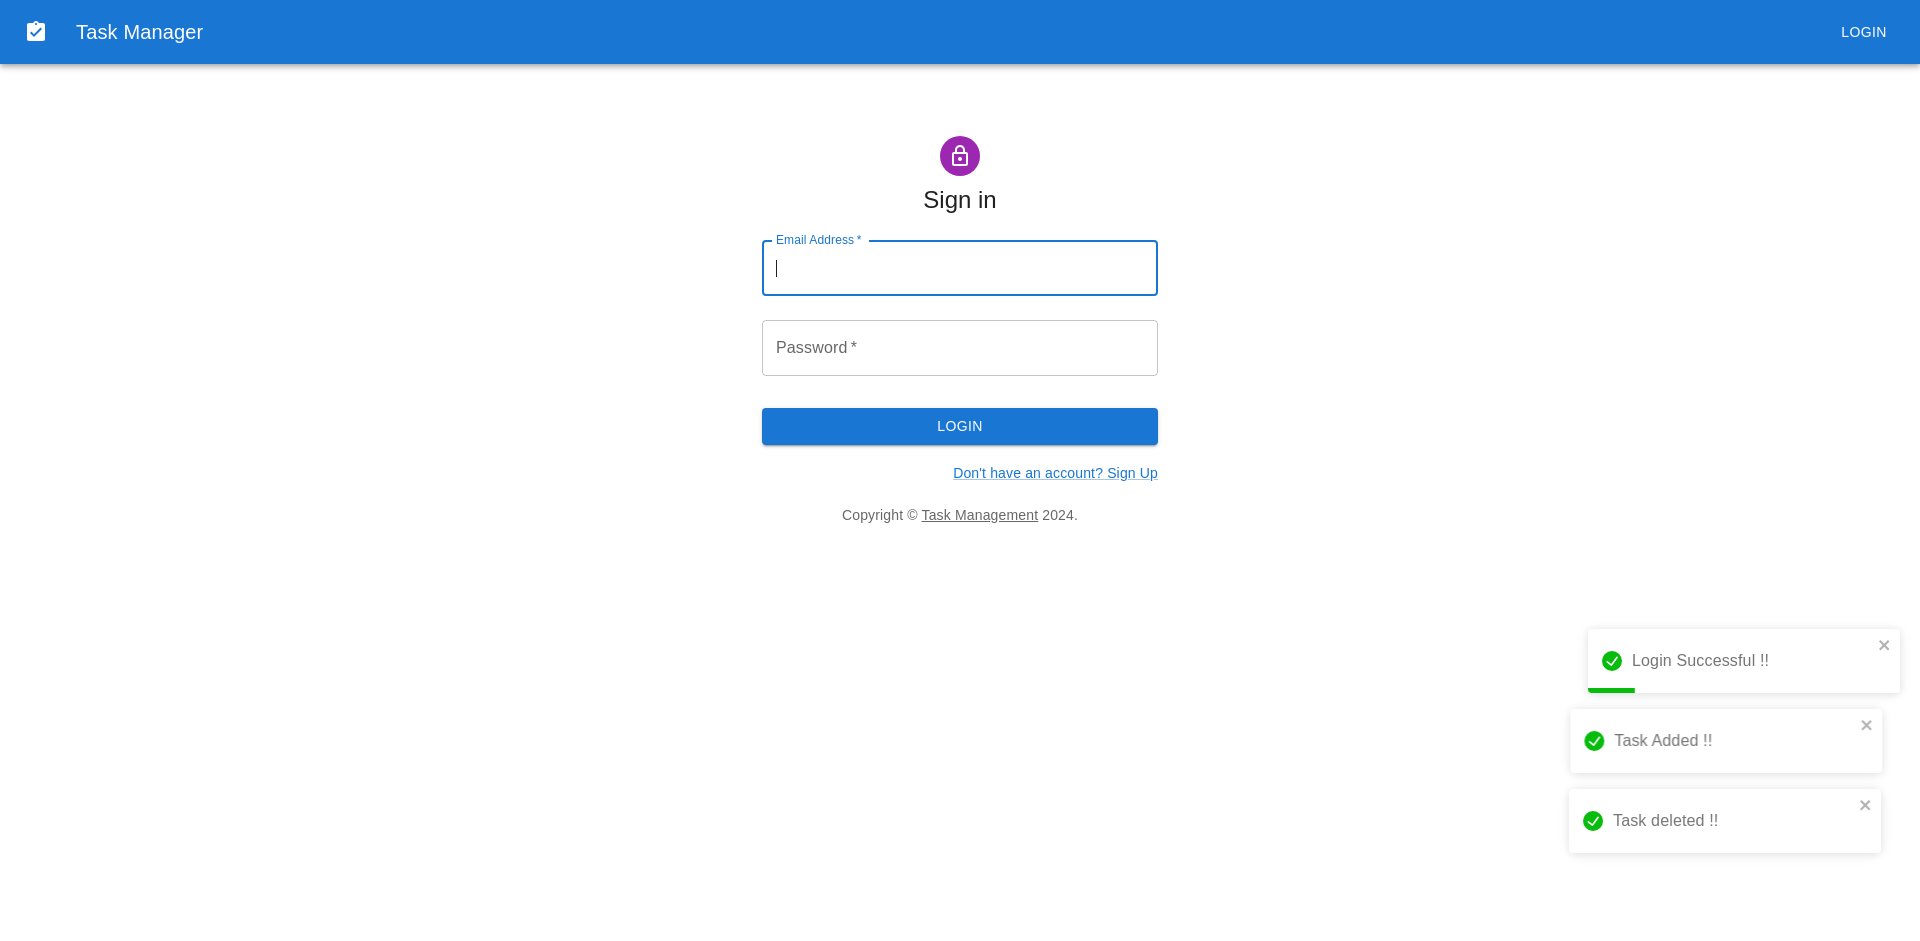 Task Manager
LOGIN
Sign in
Email Address *
Password *
LOGIN
Don't have an account? Sign Up
Copyright © Task Management 2024.
Login Successful !!
Task Added !!
Task deleted !!